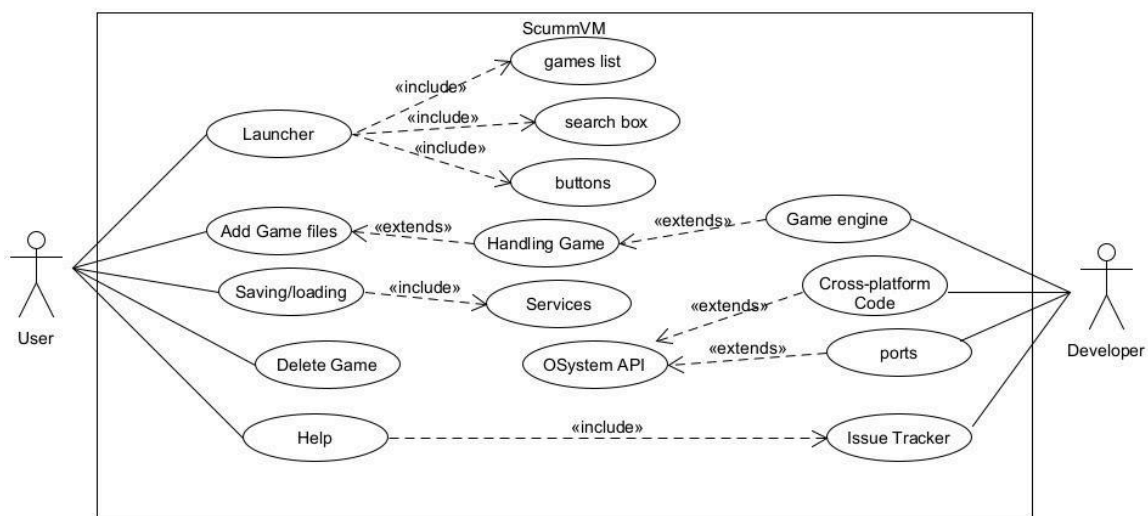 ScummVM
games list
«include»
Launcher
«include»
search box
«include»
buttons
Add Game files
«extends»
Handling Game
«extends»
Game engine
Saving/loading
«include»
Services
«extends»
Cross-platform
Code
User
Delete Game
OSystem API
«extends»
ports
Developer
Help
«include»
Issue Tracker